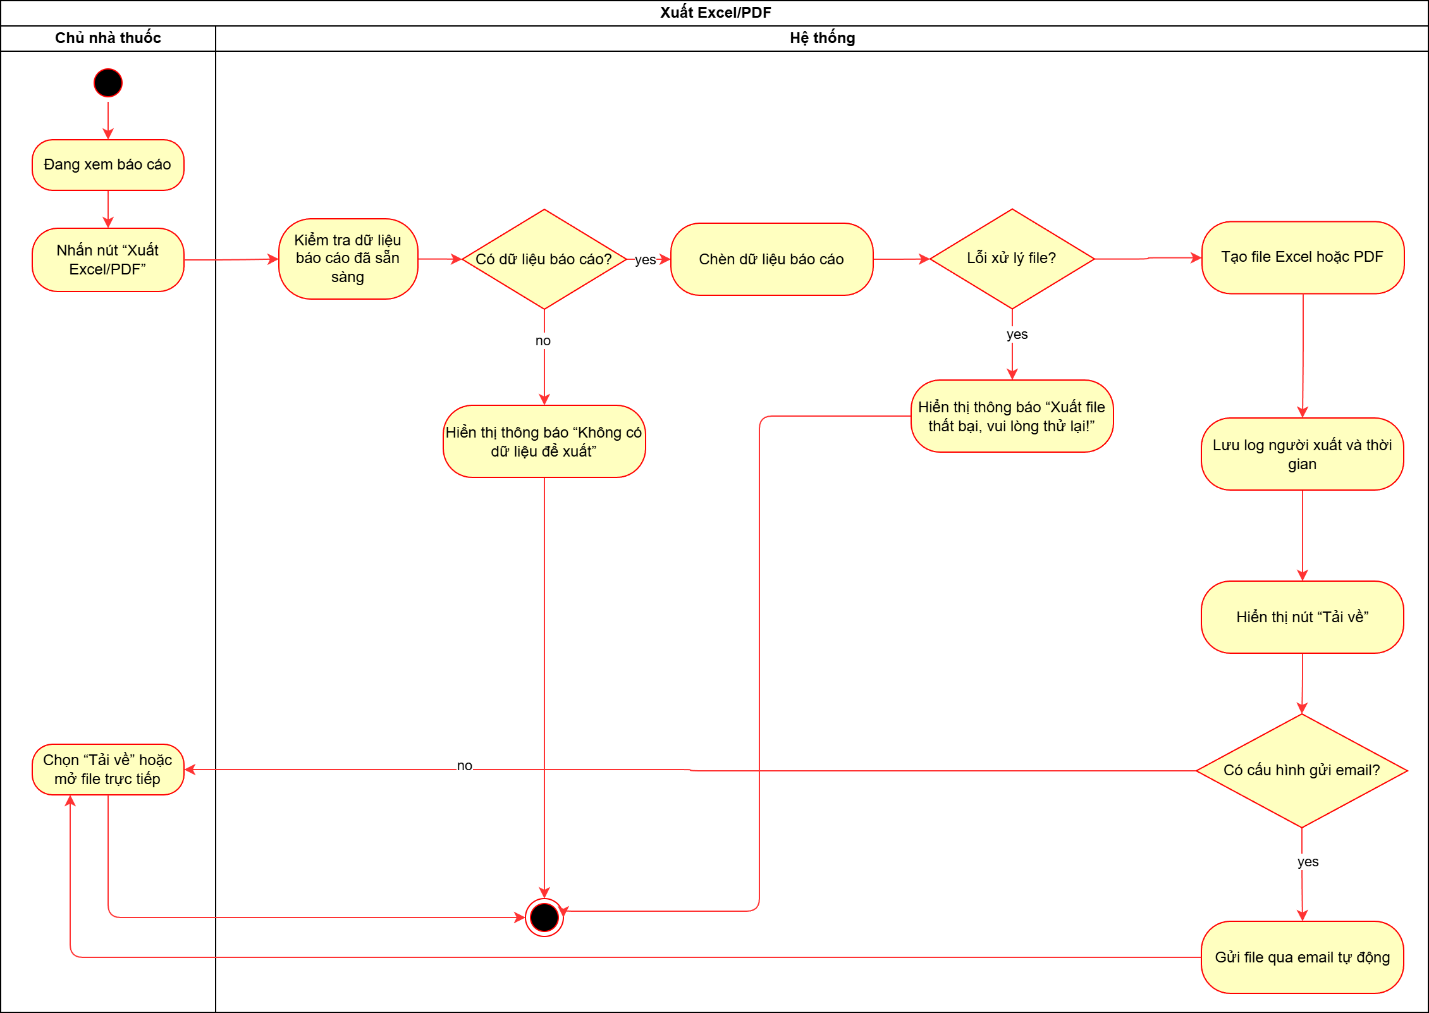 Xuất Excel/PDF
Chủ nhà thuốc
Hệ thống
Đang xem báo cáo
Nhấn nút “Xuất
Excel/PDF”
Kiểm tra dữ liệu
báo cáo đã sẵn
sàng
Có dữ liệu báo cáo?
yes
Chèn dữ liệu báo cáo
Lỗi xử lý file?
Tạo file Excel hoặc PDF
no
yes
Hiển thị thông báo “Không có
dữ liệu để xuất”
Hiển thị thông báo “Xuất file
thất bại, vui lòng thử lại!”
Lưu log người xuất và thời
gian
Hiển thị nút “Tải về”
Chọn “Tải về” hoặc
mở file trực tiếp
no
Có cấu hình gửi email?
yes
Gửi file qua email tự động